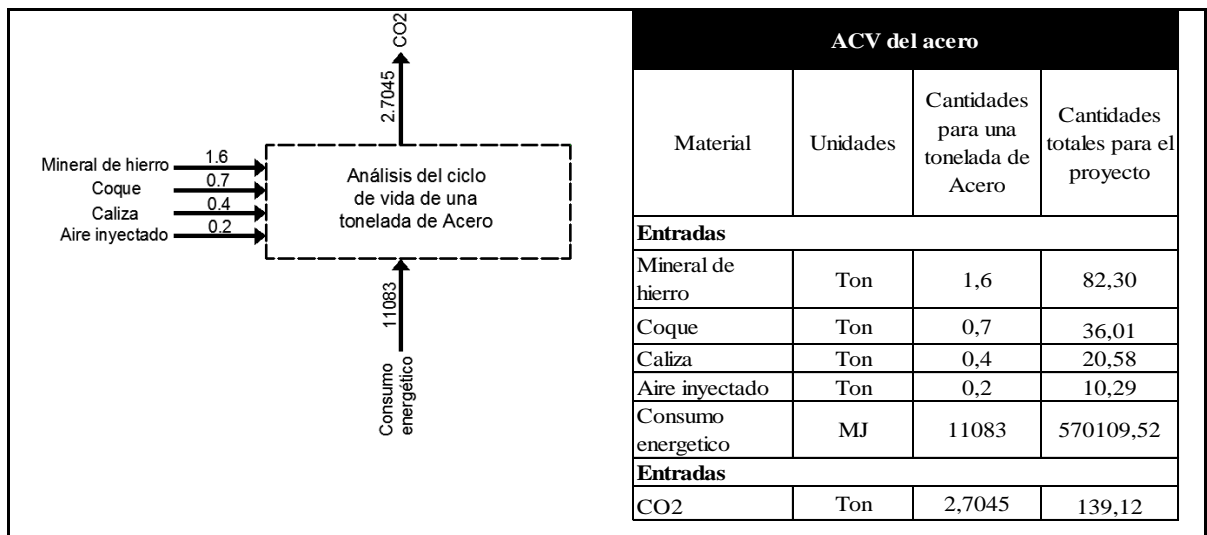 CO2
2.7045
Mineral de hierro 1.6
Coque 0.7
Caliza 0.4
Aire inyectado 0.2
Análisis del ciclo
de vida de una
tonelada de Acero
11083
Consumo
energético
ACV del acero
Material Unidades Cantidades para una tonelada de Acero Cantidades totales para el proyecto
Entradas
Mineral de hierro Ton 1,6 82,30
Coque Ton 0,7 36,01
Caliza Ton 0,4 20,58
Aire inyectado Ton 0,2 10,29
Consumo energetico MJ 11083 570109,52
Entradas
CO2 Ton 2,7045 139,12